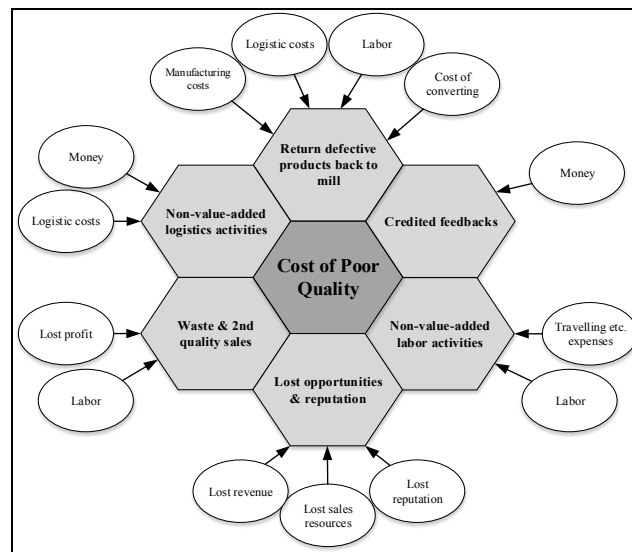 Logistic costs
Labor
Manufacturing
costs
Cost of
converting
Return defective
products back to
mill
Money
Money
Non-value-added
logistics activities
Credited feedbacks
Logistic costs
Cost of Poor
Quality
Lost profit
Waste & 2nd
quality sales
Non-value-added
labor activities
Travelling etc.
expenses
Labor
Lost opportunities
& reputation
Labor
Lost revenue
Lost sales
resources
Lost
reputation